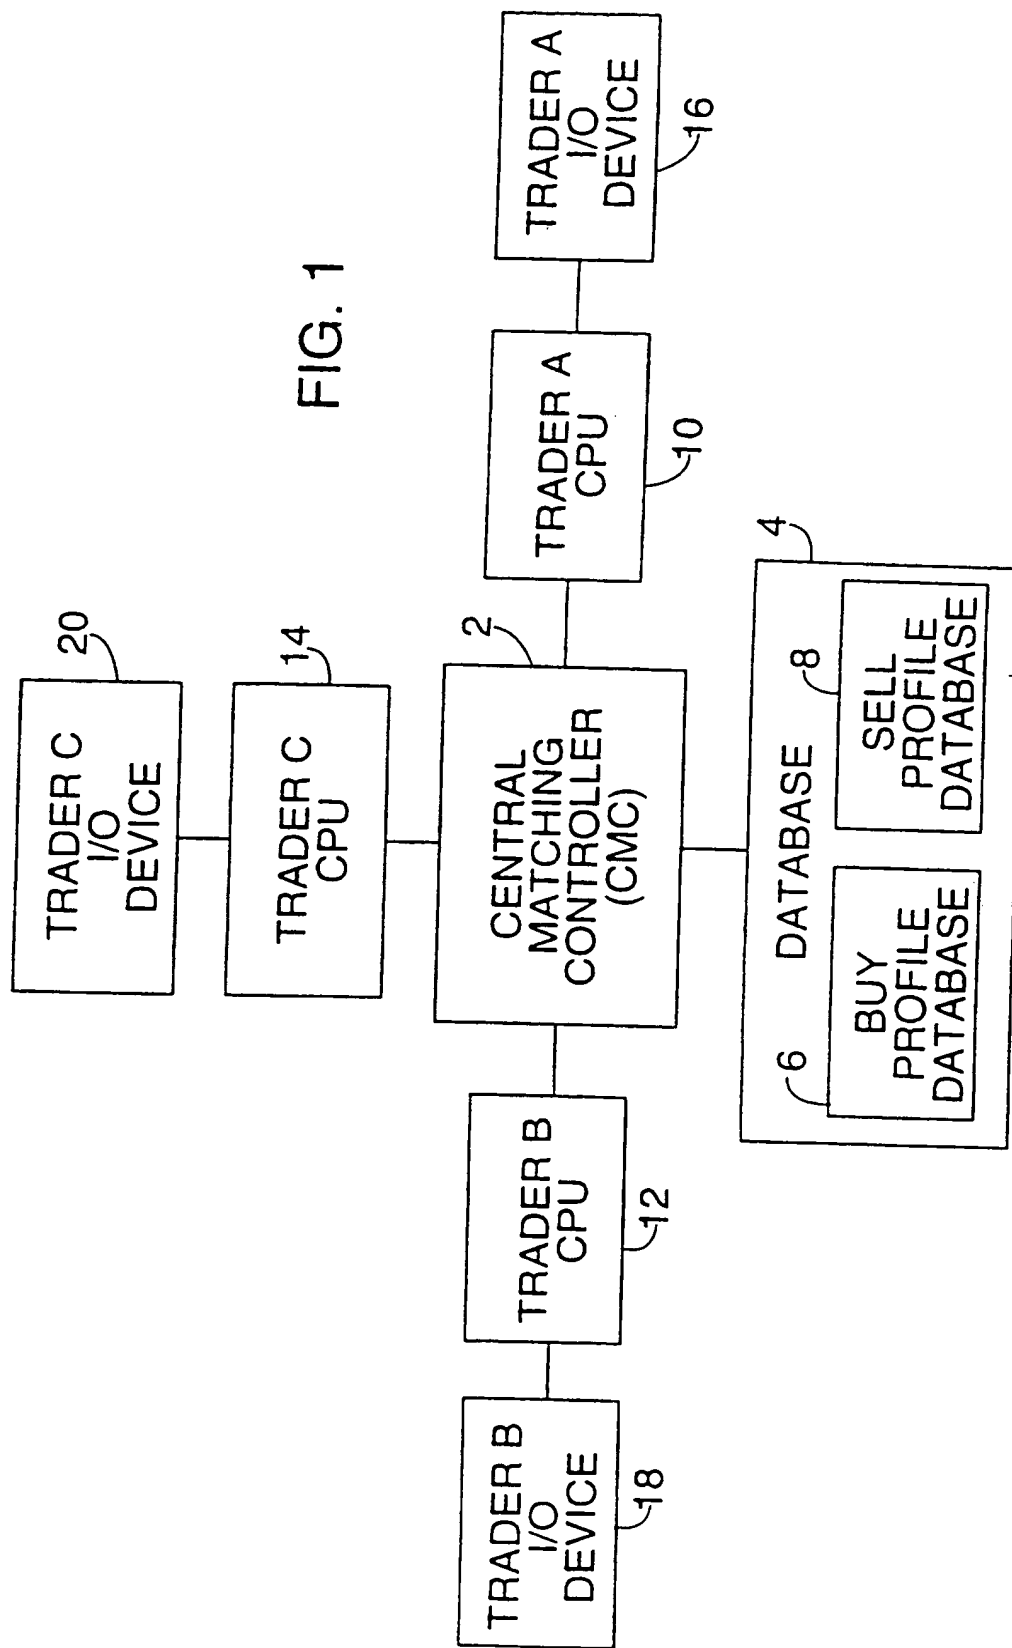 FIG. 1
20
TRADER C
I/O
DEVICE
14
TRADER C
CPU
18
TRADER B
I/O
DEVICE
12
TRADER B
CPU
2
CENTRAL
MATCHING
CONTROLLER
(CMC)
10
TRADER A
CPU
16
TRADER A
I/O
DEVICE
4
DATABASE
6
BUY
PROFILE
DATABASE
8
SELL
PROFILE
DATABASE